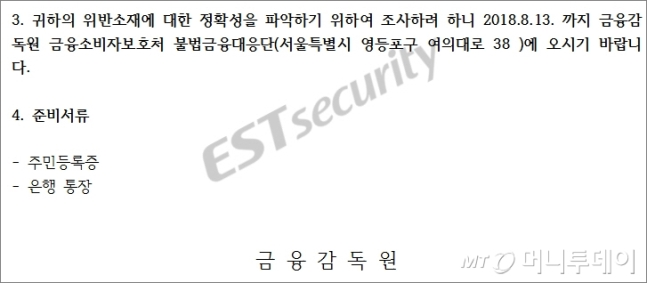 3. 귀하의 위반소재에 대한 정확성을 파악하기 위하여 조사하려 하니 2018.8.13. 까지 금융감
독원 금융소비자보호처 불법금융대응단(서울특별시 영등포구 여의대로 38 )에 오시기 바랍니
다.
4. 준비서류
- 주민등록증
- 은행 통장
ESTsecurity
금 융 감 독 원
MT 머니투데이